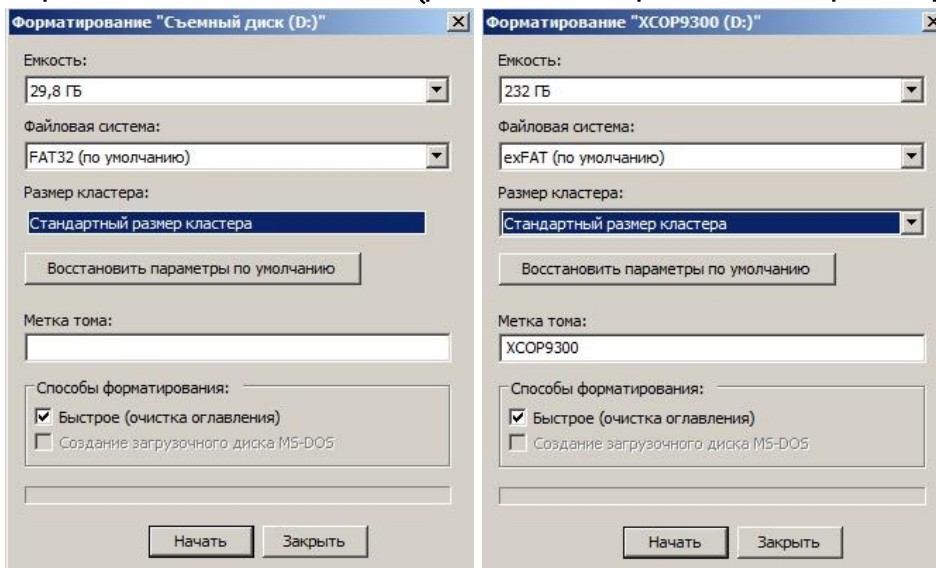 Форматирование "Съемный диск (D:)"
Емкость:
29,8 ГБ
Файловая система:
FAT32 (по умолчанию)
Размер кластера:
Стандартный размер кластера
Восстановить параметры по умолчанию
Метка тома:
Способы форматирования:
Быстрое (очистка оглавления)
Создание загрузочного диска MS-DOS
Начать
Закрыть
Форматирование "XCOP9300 (D:)"
Емкость:
232 ГБ
Файловая система:
exFAT (по умолчанию)
Размер кластера:
Стандартный размер кластера
Восстановить параметры по умолчанию
Метка тома:
XCOP9300
Способы форматирования:
Быстрое (очистка оглавления)
Создание загрузочного диска MS-DOS
Начать
Закрыть